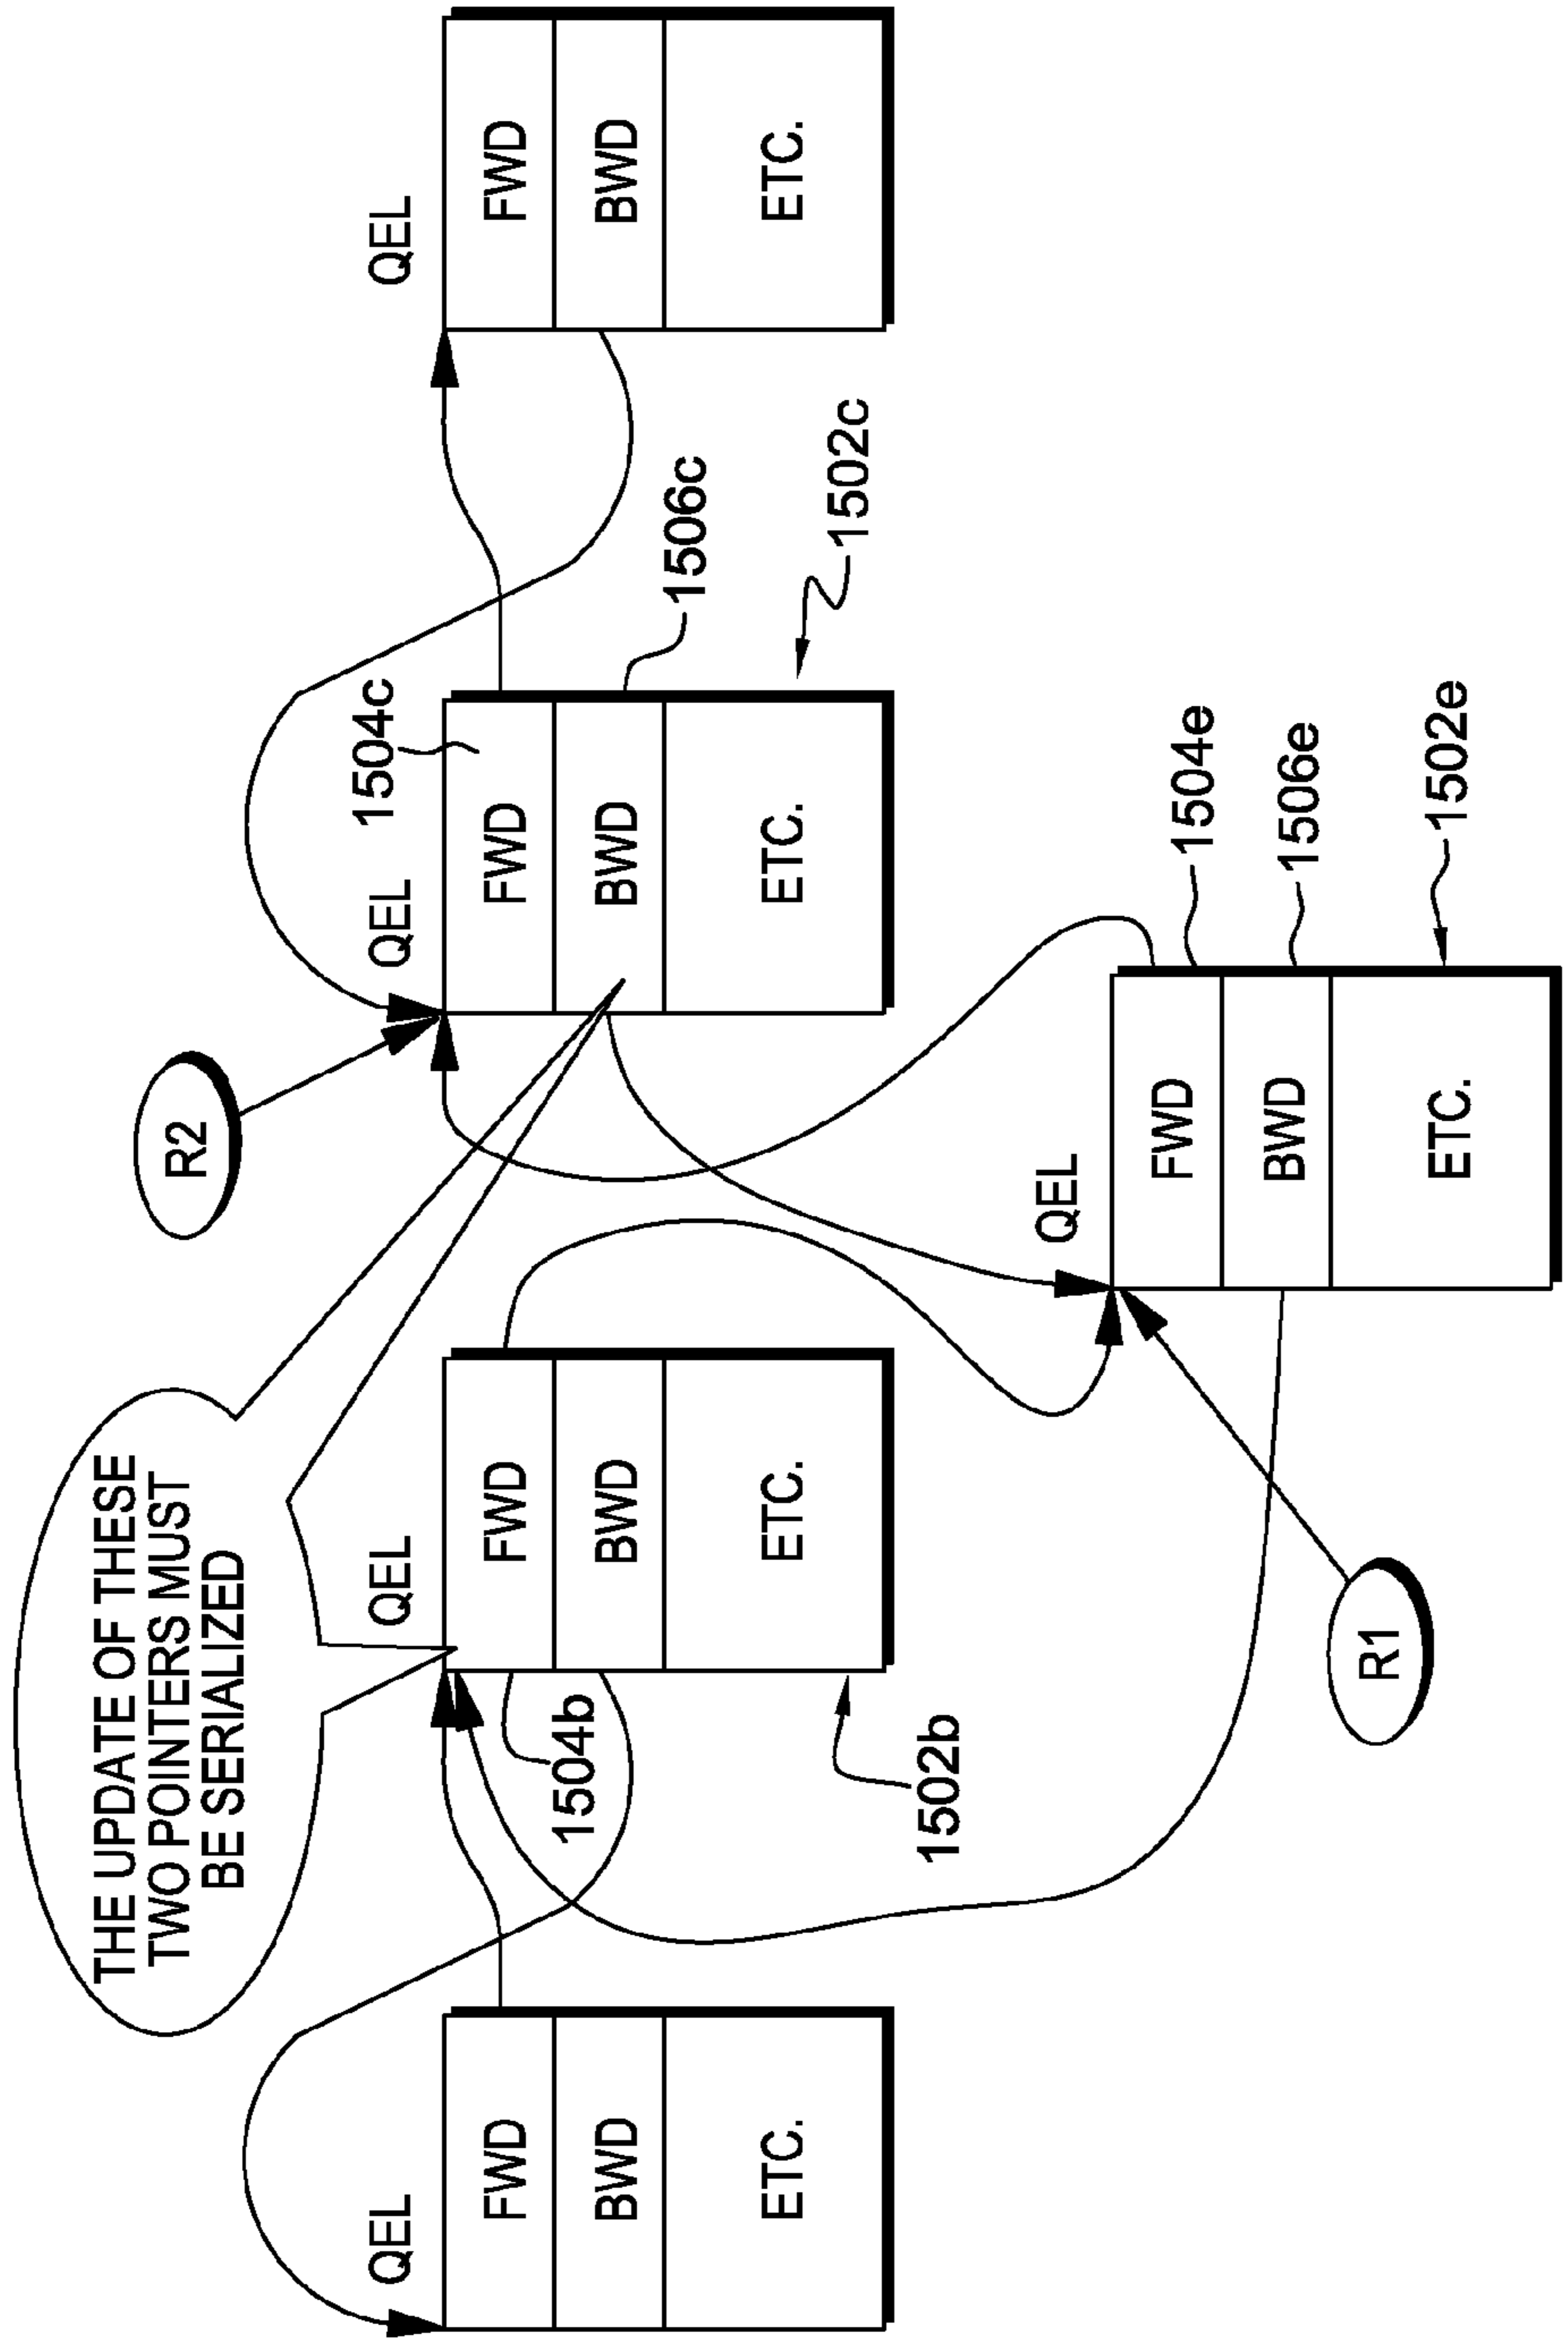 THE UPDATE OF THESE
TWO POINTERS MUST
BE SERIALIZED
R2
QEL
FWD
BWD
ETC.
QEL
FWD
BWD
ETC.
1504b
1502b
QEL
1504c
FWD
BWD
ETC.
1506c
1502c
QEL
FWD
BWD
ETC.
R1
QEL
FWD
BWD
ETC.
1504e
1506e
1502e